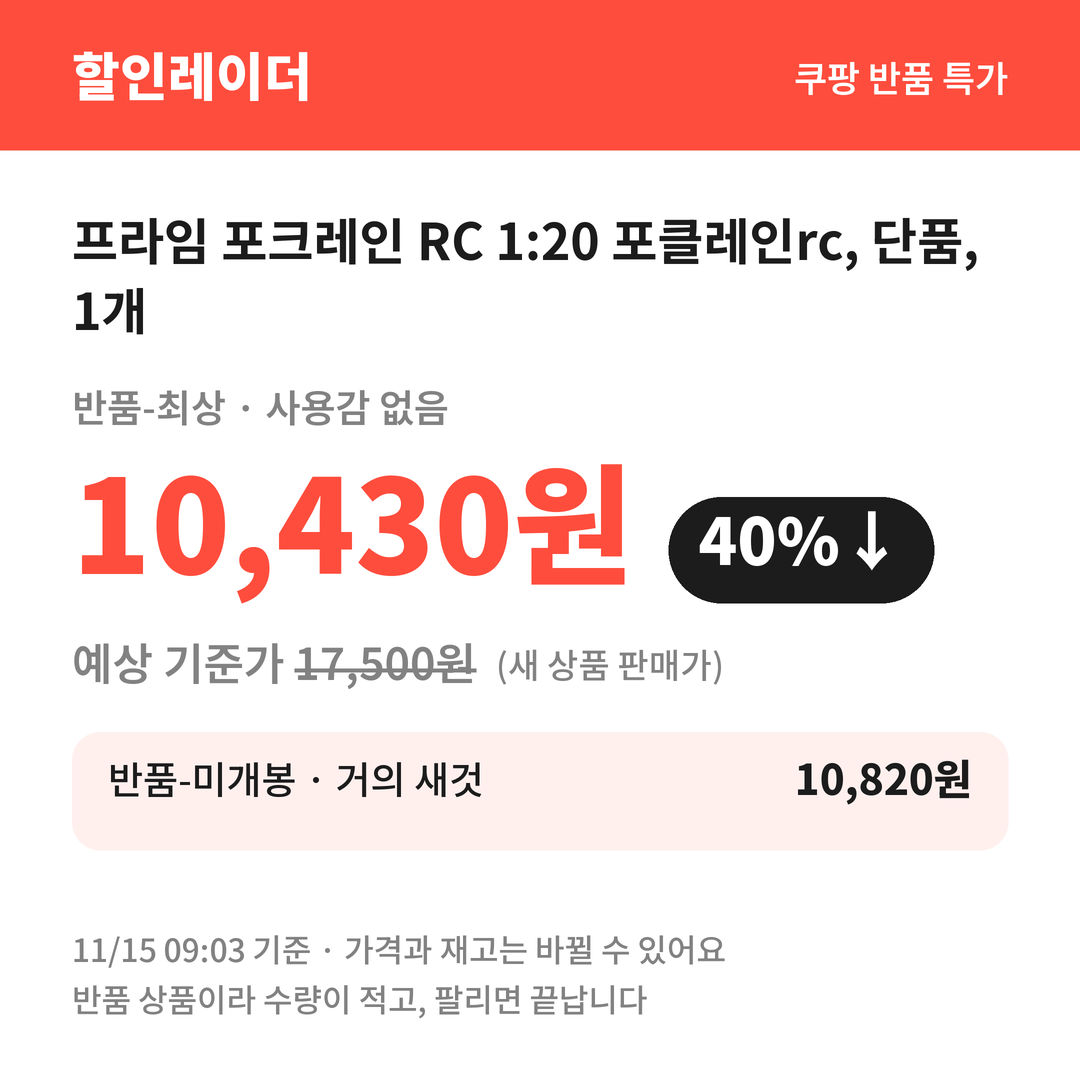 할인레이더
쿠팡 반품 특가
프라임 포크레인 RC 1:20 포클레인rc, 단품,
1개
반품-최상 · 사용감 없음
10,430원
40%↓
예상 기준가 17,500원 (새 상품 판매가)
반품-미개봉 · 거의 새것
10,820원
11/15 09:03 기준 · 가격과 재고는 바뀔 수 있어요
반품 상품이라 수량이 적고, 팔리면 끝납니다